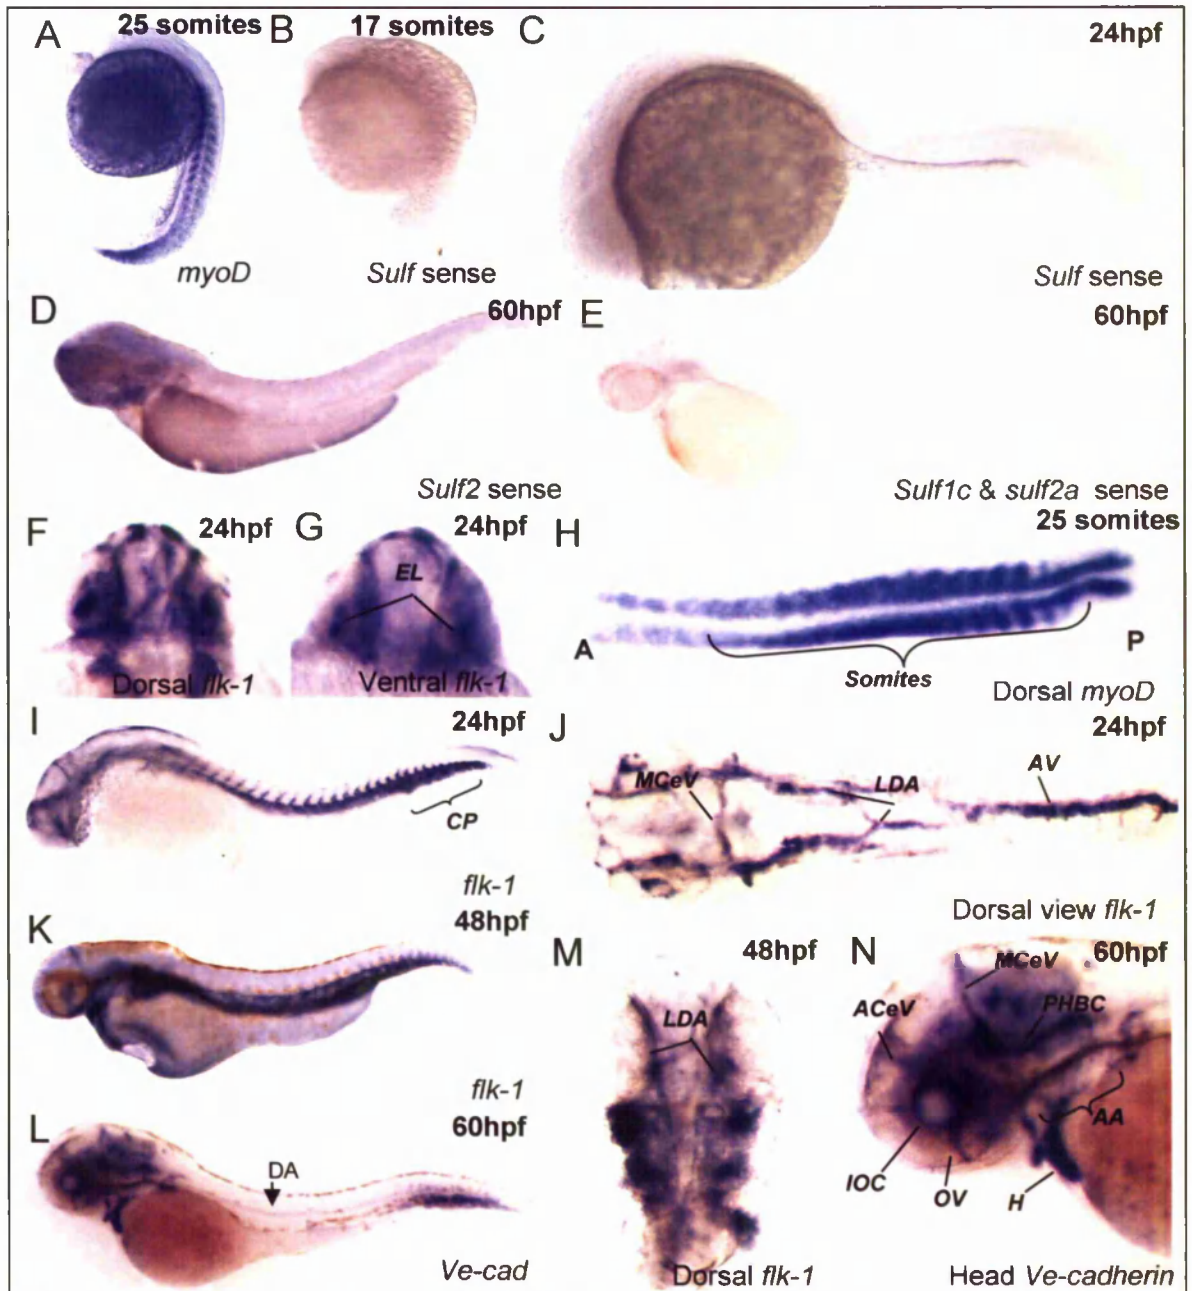 A 25 somites B 17 somites C 24hpf
myoD Sulf sense Sulf sense
D 60hpf E 60hpf
Sulf2 sense Sulf1c & sulf2a sense
F 24hpf G 24hpf H 25 somites
EL
A P
Somites
Dorsal flk-1 Ventral flk-1 Dorsal myoD
I 24hpf J 24hpf
MCeV LDA AV
CP
flk-1 Dorsal view flk-1
K 48hpf M 48hpf N 60hpf
MCeV
ACeV PHBC
LDA
flk-1
L 60hpf
AA
DA
IOC OV H
Ve-cad Dorsal flk-1 Head Ve-cadherin